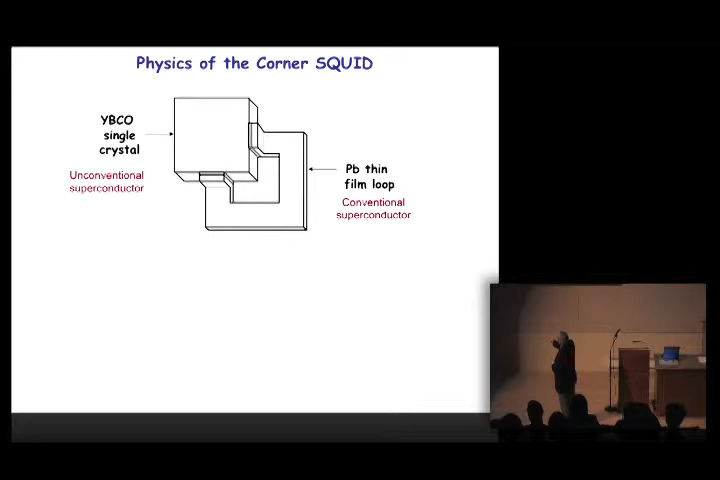 Physics of the Corner SQUID
YBCO
single
crystal
Unconventional
superconductor
Pb thin
film loop
Conventional
superconductor